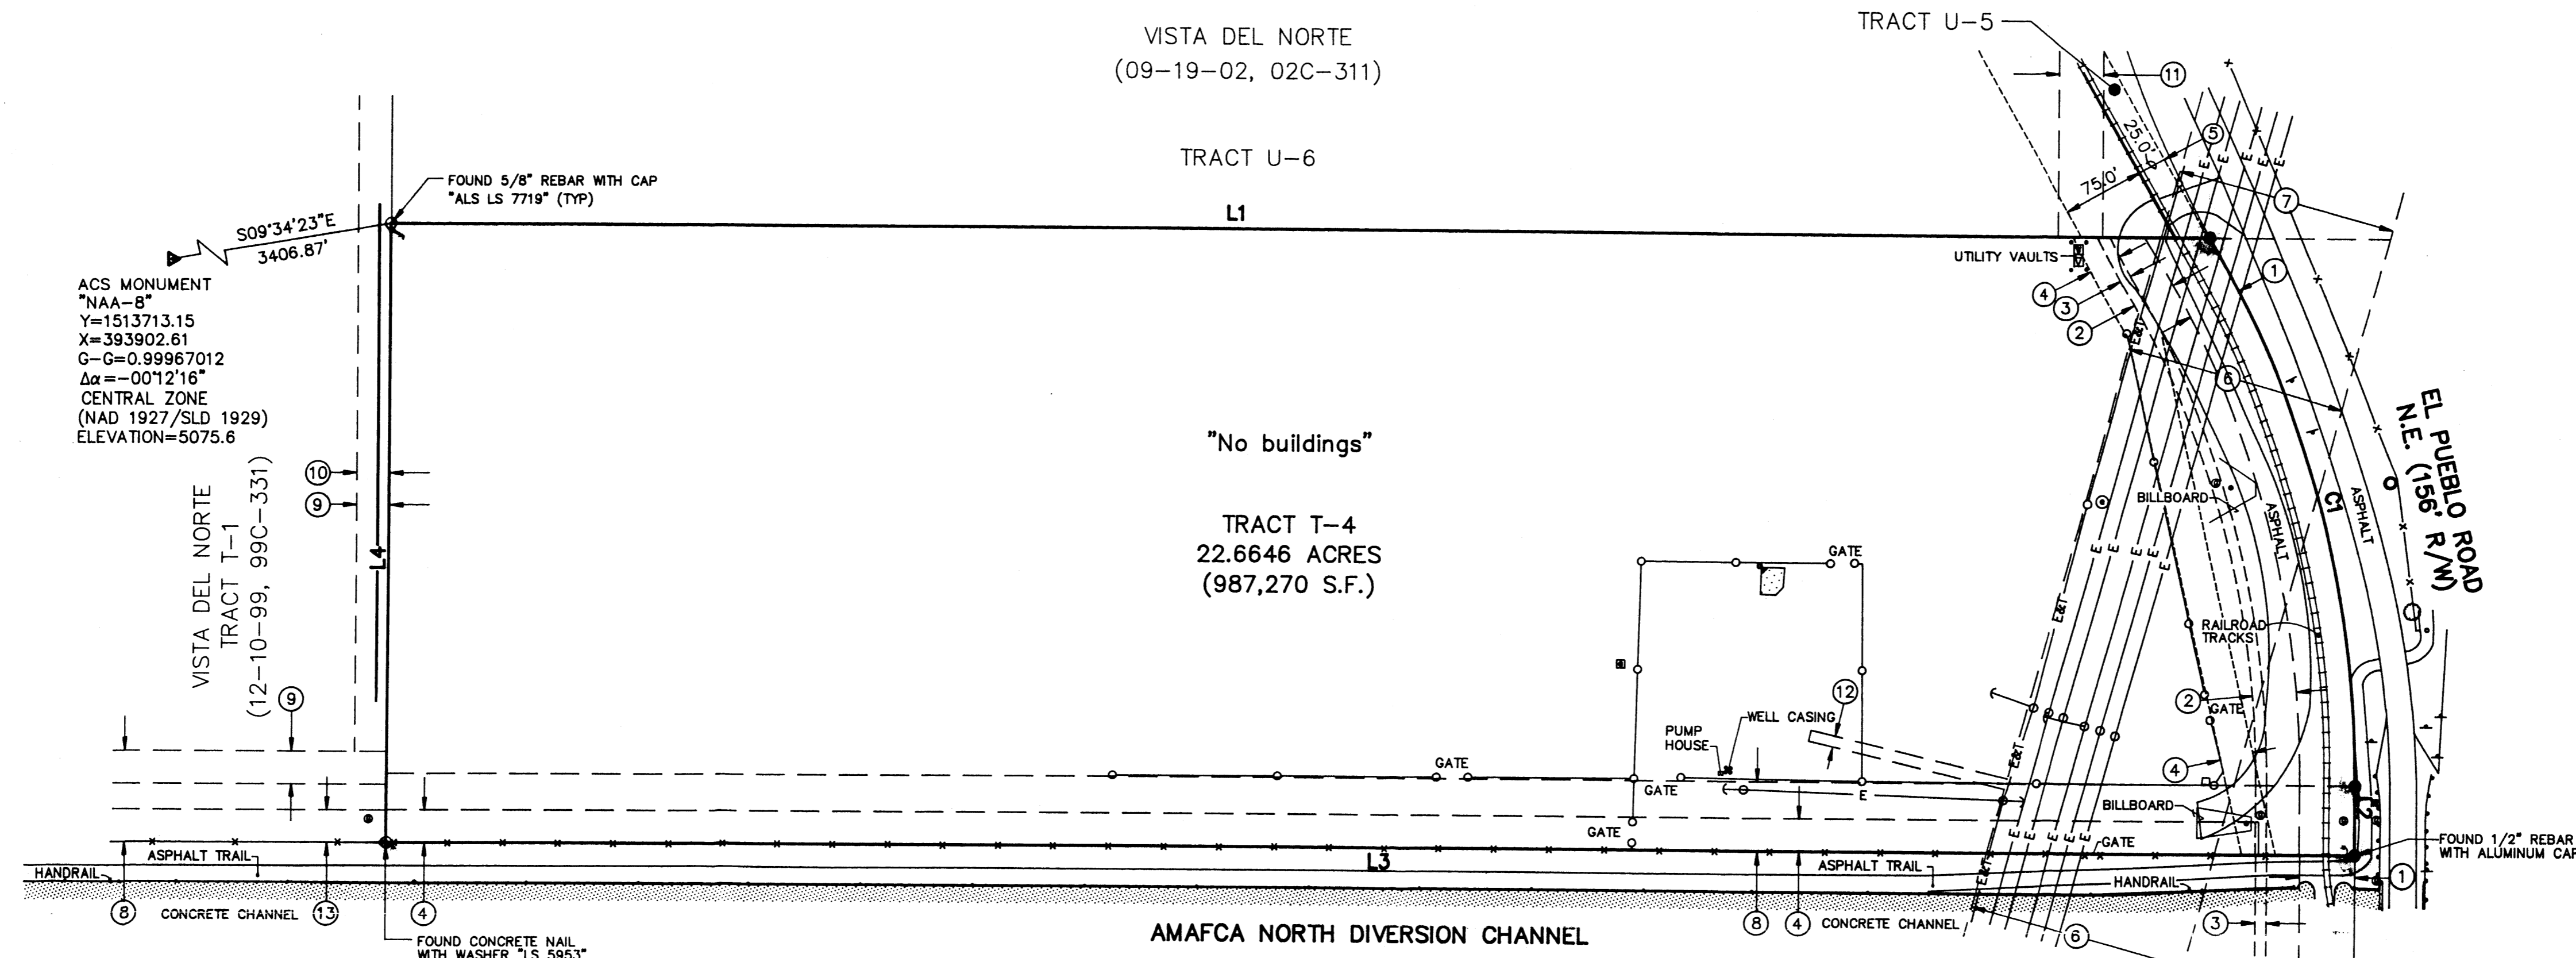 VISTA DEL NORTE
(09-19-02, 02C-311)
TRACT U-5
TRACT U-6
11
5
25.0'
75.0'
7
FOUND 5/8" REBAR WITH CAP
"ALS LS 7719" (TYP)
L1
S09°34'23"E
3406.87'
UTILITY VAULTS
1
4
3
2
ACS MONUMENT
"NAA-8"
Y=1513713.15
X=393902.61
G-G=0.99967012
Δα=-00°12'16"
CENTRAL ZONE
(NAD 1927/SLD 1929)
ELEVATION=5075.6
E E E E E
E&T
6
EL PUEBLO ROAD
N.E. (156' R/W)
"No buildings"
10
9
VISTA DEL NORTE
TRACT T-1
(12-10-99, 99C-331)
L4
TRACT T-4
22.6646 ACRES
(987,270 S.F.)
BILLBOARD
ASPHALT
C1
ASPHALT
GATE
E E E E E
E&T
RAILROAD
TRACKS
9
12
WELL CASING
PUMP
HOUSE
2
GATE
E&T
4
GATE
GATE
E
BILLBOARD
L2
GATE
E E E E E
GATE
FOUND 1/2" REBAR
WITH ALUMINUM CAP
ASPHALT TRAIL
L3
ASPHALT TRAIL
HANDRAIL
E&T
HANDRAIL
1
8
CONCRETE CHANNEL
13
4
8
4
CONCRETE CHANNEL
3
AMAFCA NORTH DIVERSION CHANNEL
6
FOUND CONCRETE NAIL
WITH WASHER "LS 5953"